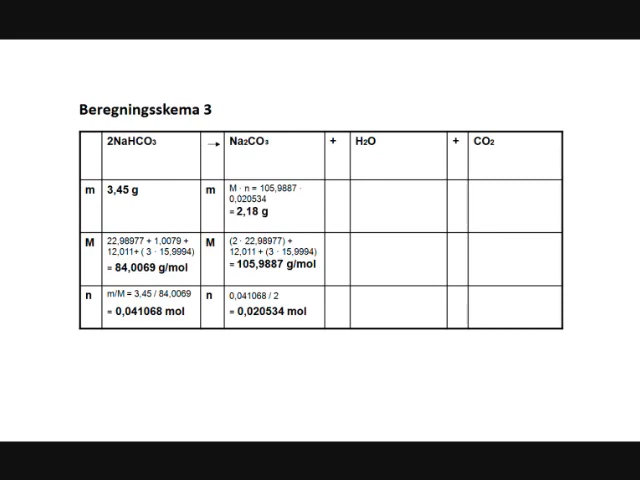 Beregningsskema 3
2NaHCO₃ → Na₂CO₃ + H₂O + CO₂
m 3,45 g m M · n = 105,9887 ·
0,020534
= 2,18 g
M 22,98977 + 1,0079 + M (2 · 22,98977) +
12,011+ ( 3 · 15,9994) 12,011 + (3 · 15,9994)
= 84,0069 g/mol = 105,9887 g/mol
n m/M = 3,45 / 84,0069 n 0,041068 / 2
= 0,041068 mol = 0,020534 mol